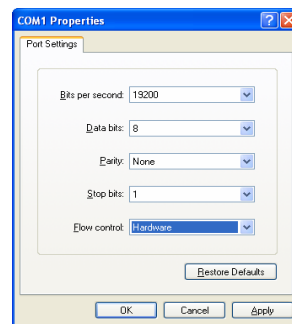 COM1 Properties
Port Settings
Bits per second: 19200
Data bits: 8
Parity: None
Stop bits: 1
Flow control: Hardware
Restore Defaults
OK Cancel Apply